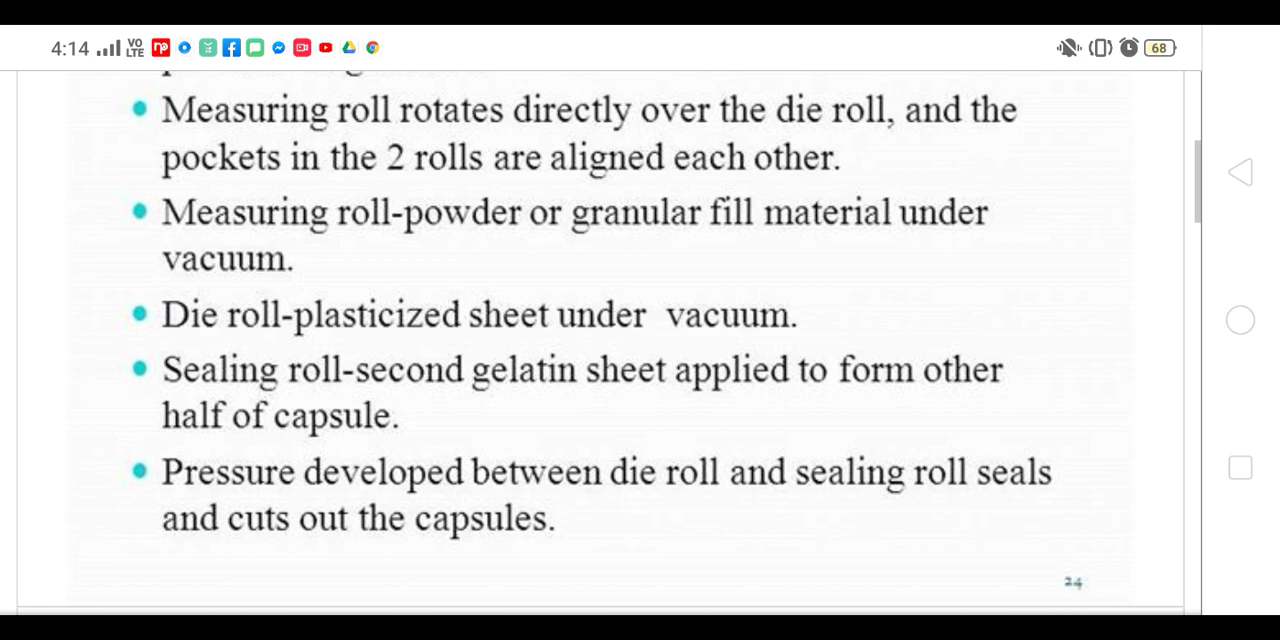 4:14 VO LTE 68
• Measuring roll rotates directly over the die roll, and the
pockets in the 2 rolls are aligned each other.
• Measuring roll-powder or granular fill material under
vacuum.
• Die roll-plasticized sheet under vacuum.
• Sealing roll-second gelatin sheet applied to form other
half of capsule.
• Pressure developed between die roll and sealing roll seals
and cuts out the capsules.
24